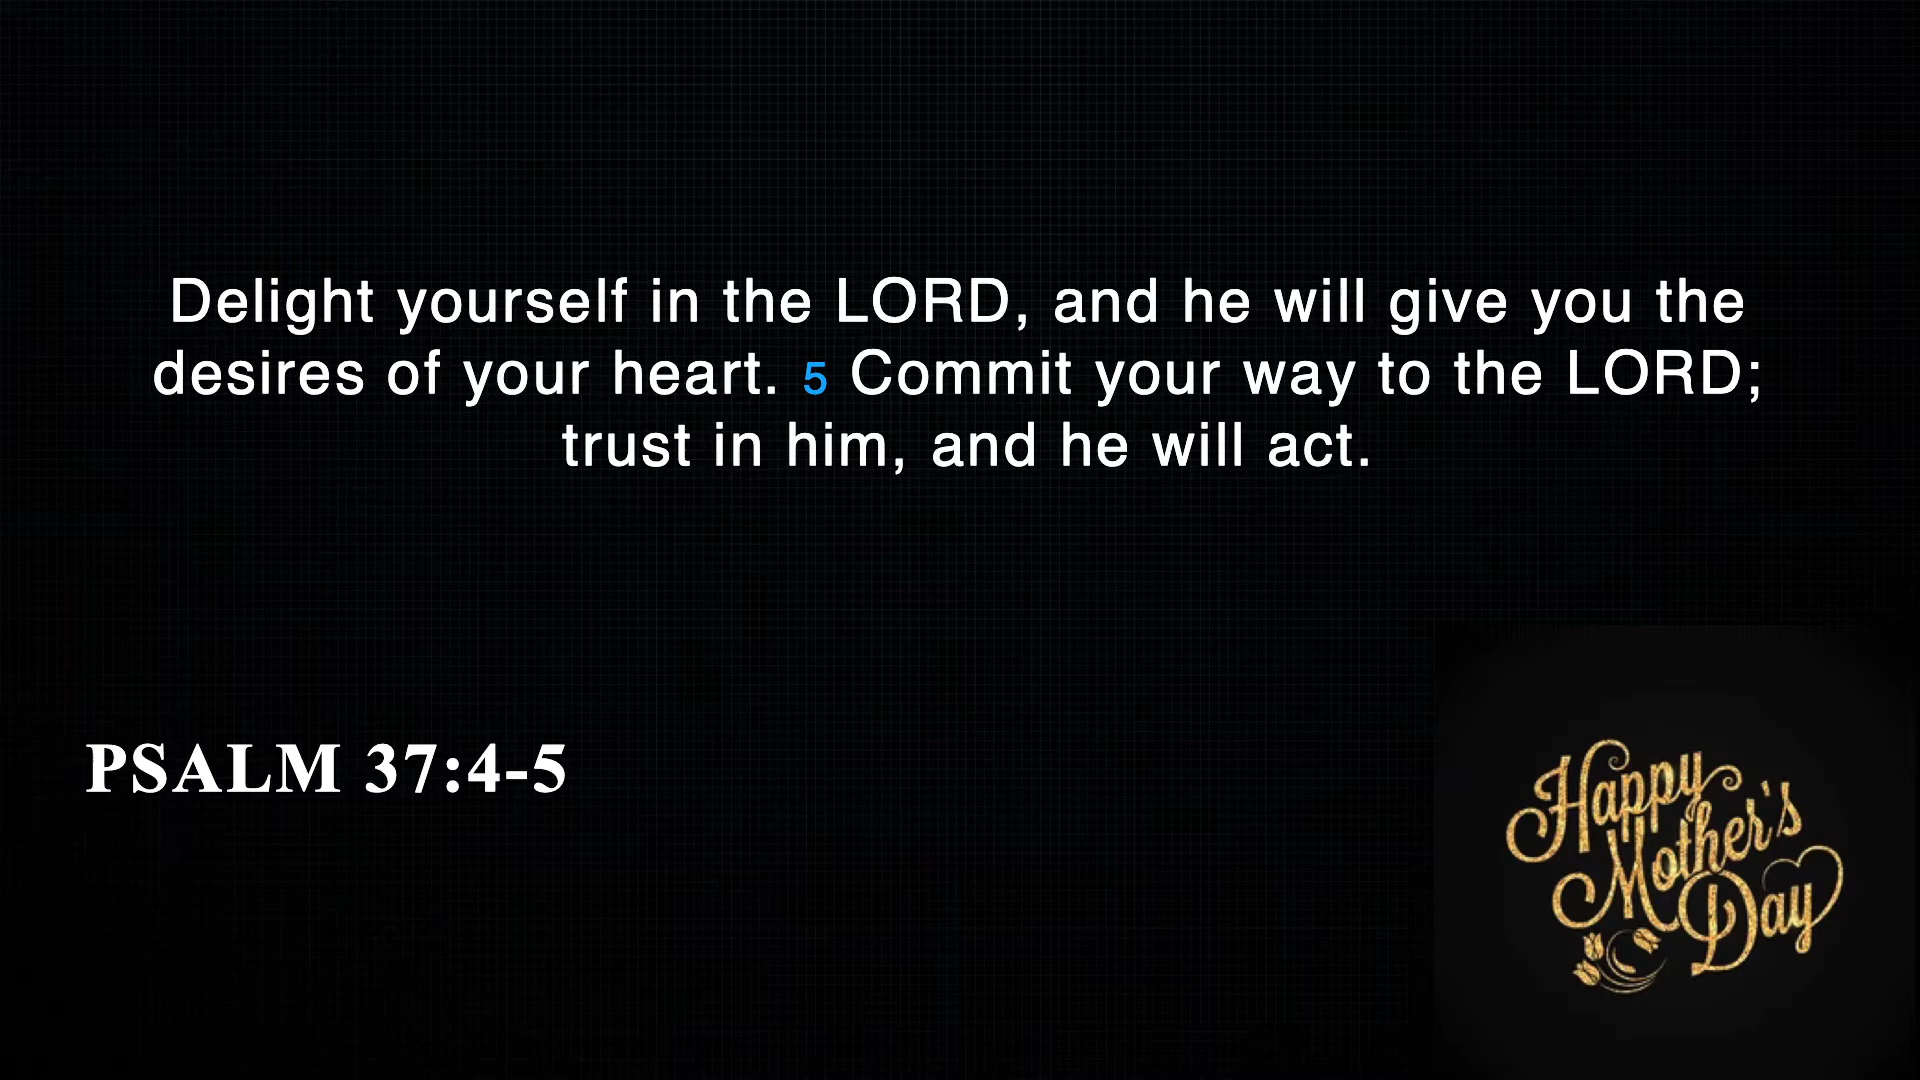 Delight yourself in the LORD, and he will give you the
desires of your heart. 5 Commit your way to the LORD;
trust in him, and he will act.
PSALM 37:4-5
Happy
Mother's
Day